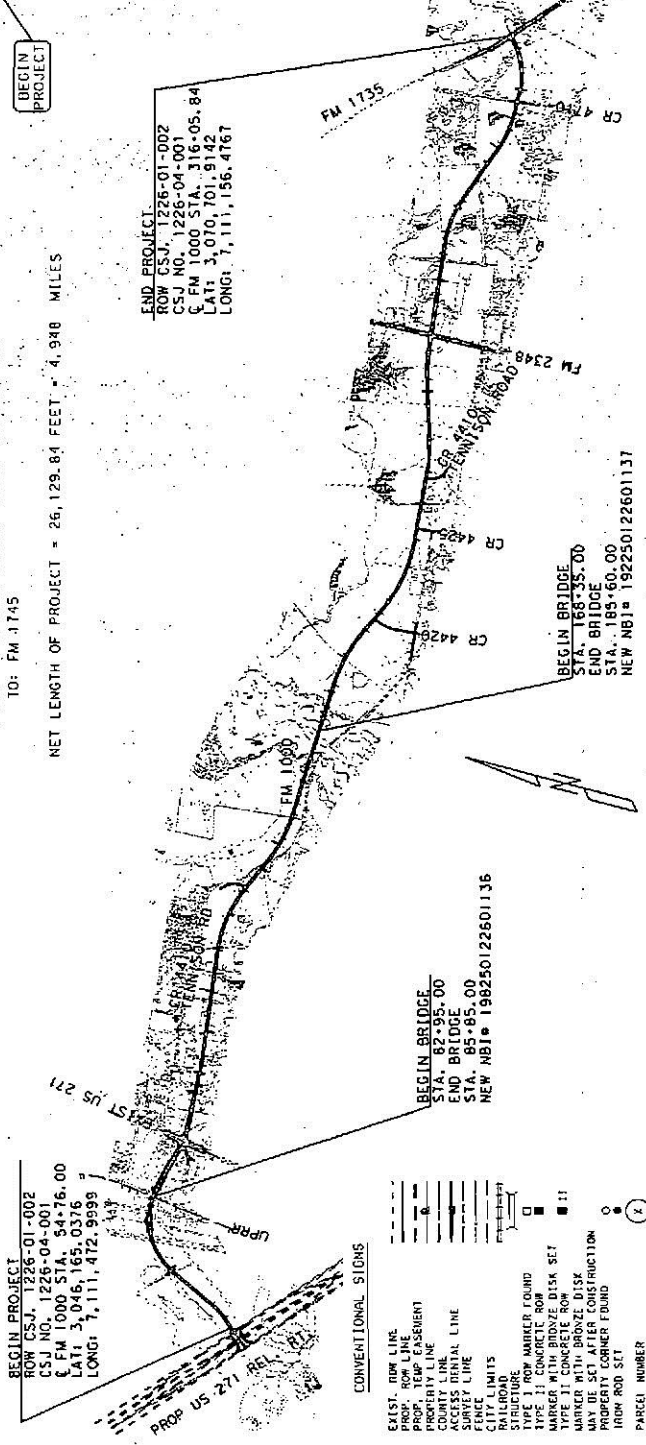 BEGIN
PROJECT
TO: FM 1745
NET LENGTH OF PROJECT = 26,129.84 FEET = 4.948 MILES
BEGIN PROJECT
ROW CSJ. 1226-01-002
CSJ NO. 1226-04-001
℄ FM 1000 STA. 54+76.00
LAT: 3,046,165.0376
LONG: 7,111,472.9999
END PROJECT
ROW CSJ. 1226-01-002
CSJ NO. 1226-04-001
℄ FM 1000 STA. 316+05.84
LAT: 3,070,701.9142
LONG: 7,111,156.4767
FM 1735
CR 4710
FM 2348
CR 4410
TENNISON ROAD
CR 4425
CR 4420
FM 1000
CR 4410
TENNISON RD
EXIST US 271
UPRR
PROP US 271 REL RTE
BEGIN BRIDGE
STA. 168+35.00
END BRIDGE
STA. 185+60.00
NEW NBI# 192250122601137
BEGIN BRIDGE
STA. 82+95.00
END BRIDGE
STA. 85+85.00
NEW NBI# 198250122601136
CONVENTIONAL SIGNS
EXIST. ROW LINE
PROP. ROW LINE
PROP. TEMP EASEMENT
PROPERTY LINE
COUNTY LINE
ACCESS DENIAL LINE
SURVEY LINE
FENCE
CITY LIMITS
RAILROAD
STRUCTURE
TYPE I ROW MARKER FOUND
TYPE II CONCRETE ROW
MARKER WITH BRONZE DISK SET
TYPE II CONCRETE ROW
MARKER WITH BRONZE DISK
MAY BE SET AFTER CONSTRUCTION
PROPERTY CORNER FOUND
IRON ROD SET
PARCEL NUMBER
X